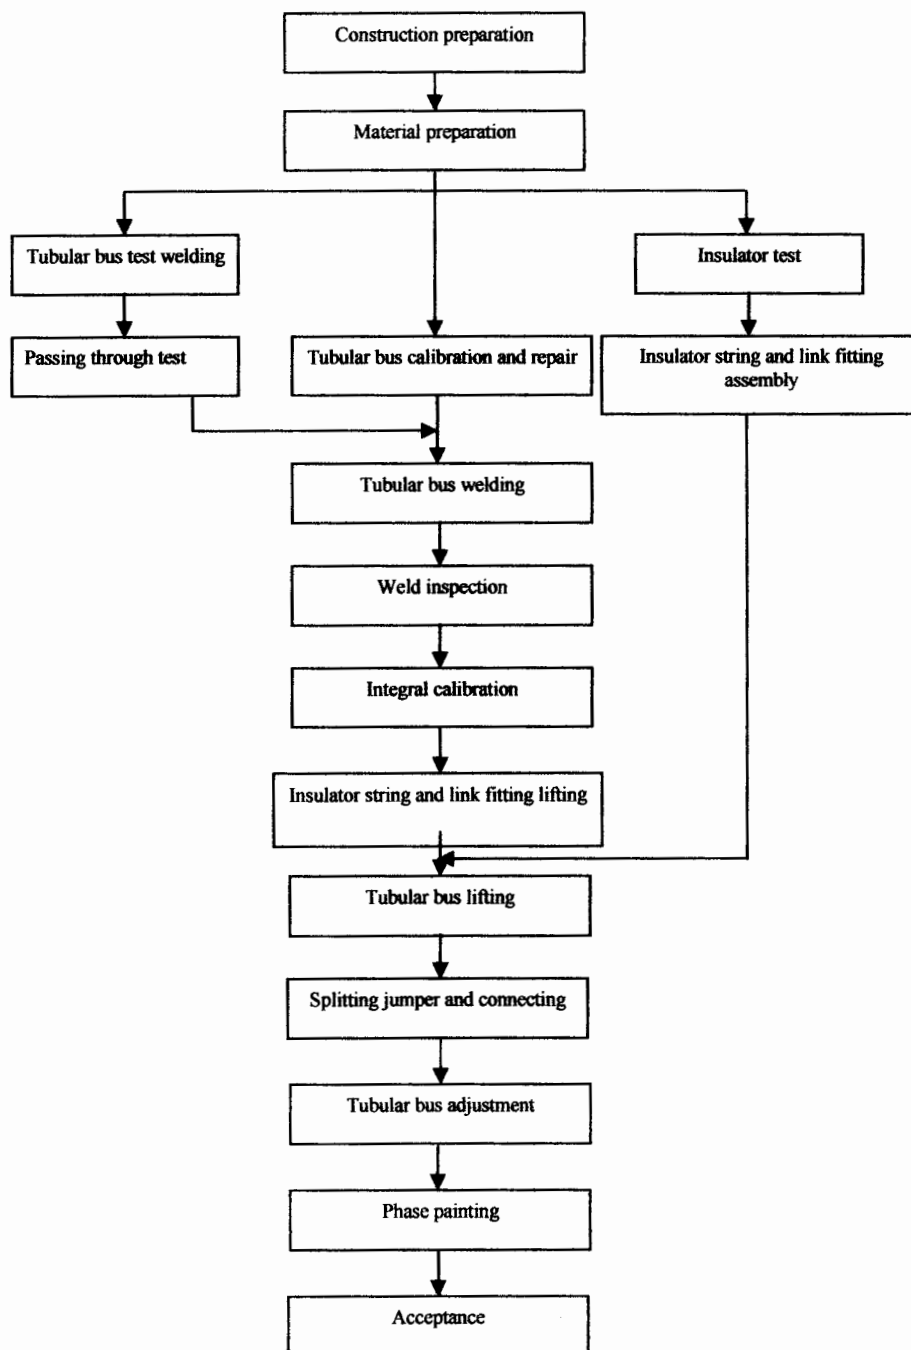 Construction preparation
Material preparation
Tubular bus test welding
Insulator test
Passing through test
Tubular bus calibration and repair
Insulator string and link fitting
assembly
Tubular bus welding
Weld inspection
Integral calibration
Insulator string and link fitting lifting
Tubular bus lifting
Splitting jumper and connecting
Tubular bus adjustment
Phase painting
Acceptance